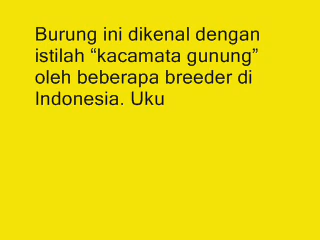 Burung ini dikenal dengan
istilah “kacamata gunung”
oleh beberapa breeder di
Indonesia. Uku